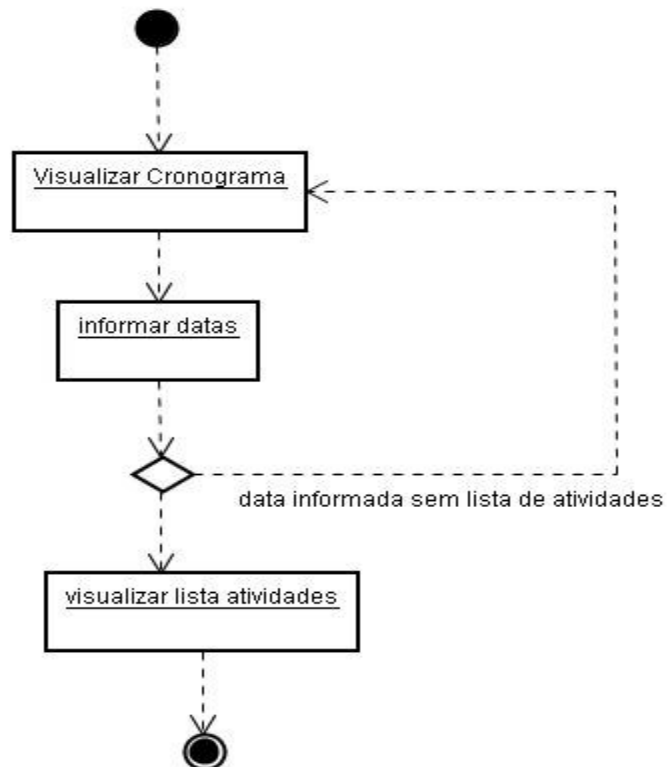 Visualizar Cronograma
informar datas
data informada sem lista de atividades
visualizar lista atividades